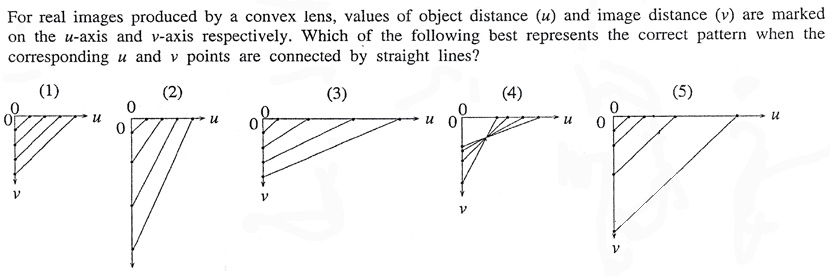 For real images produced by a convex lens, values of object distance (u) and image distance (v) are marked
on the u-axis and v-axis respectively. Which of the following best represents the correct pattern when the
corresponding u and v points are connected by straight lines?
(1) (2) (3) (4) (5)
0 0 0 0 0
0 u 0 u 0 u 0 u 0 u
v v v v